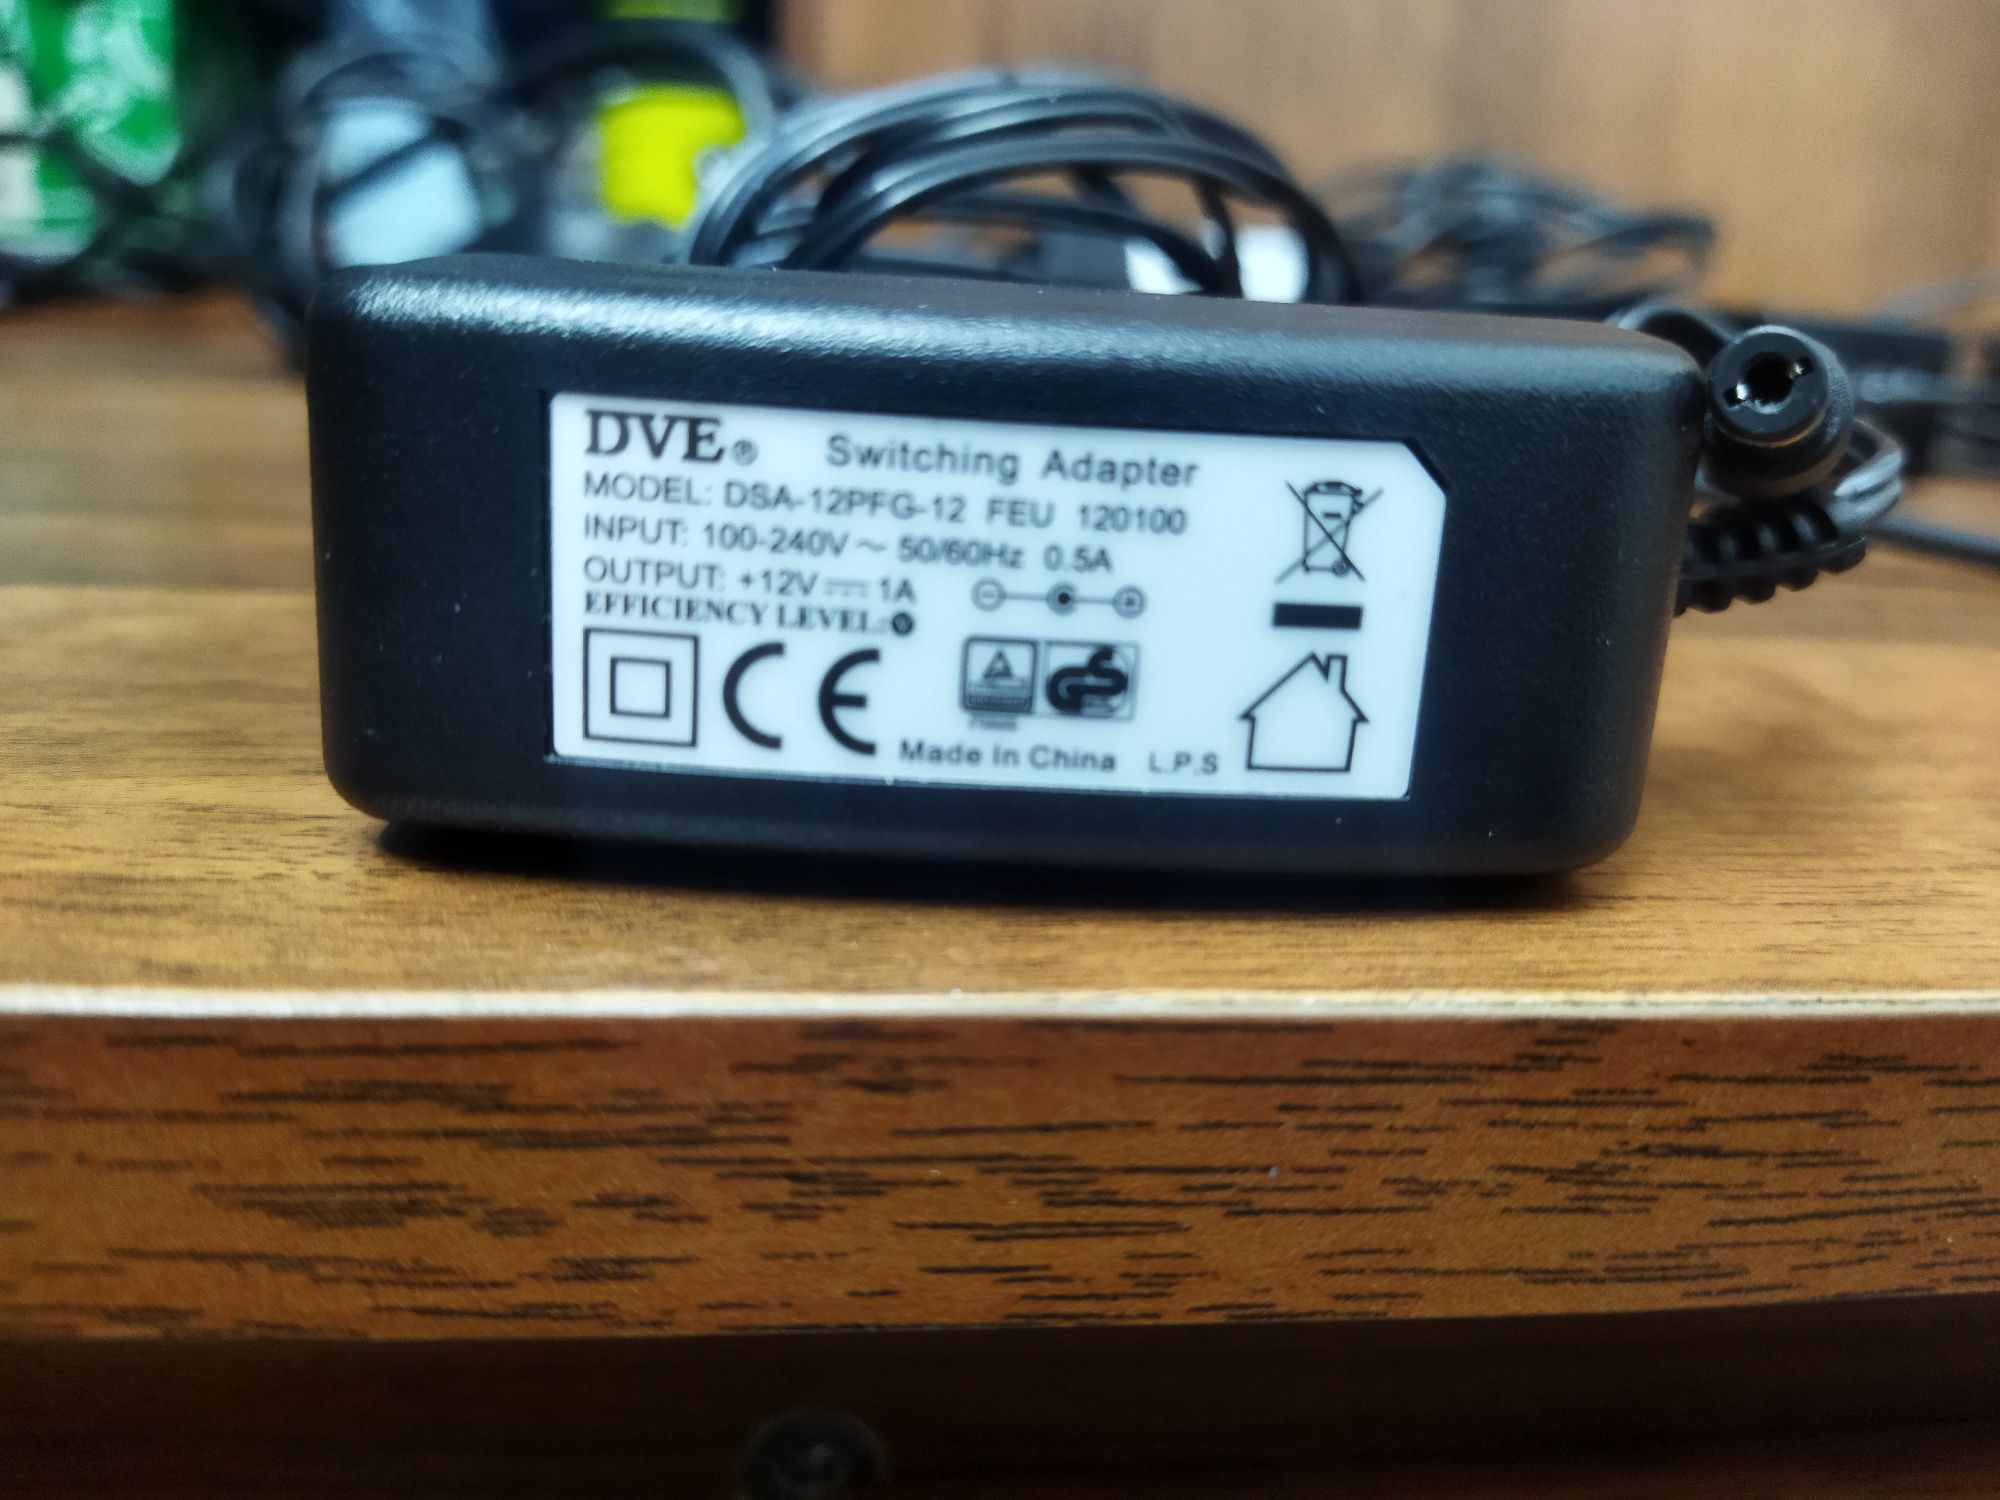 DVE® Switching Adapter
MODEL: DSA-12PFG-12 FEU 120100
INPUT: 100-240V ~ 50/60Hz 0.5A
OUTPUT: +12V ⎓ 1A
EFFICIENCY LEVEL: V
CE
Made In China L.P.S